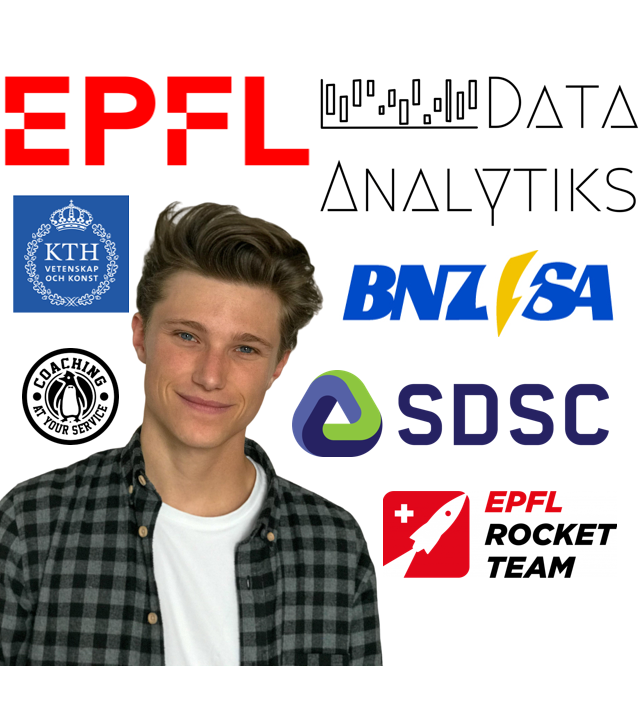 EPFL
DATA
ANALYTIKS
KTH
VETENSKAP
OCH KONST
BNZ SA
COACHING
AT YOUR SERVICE
SDSC
EPFL
ROCKET
TEAM